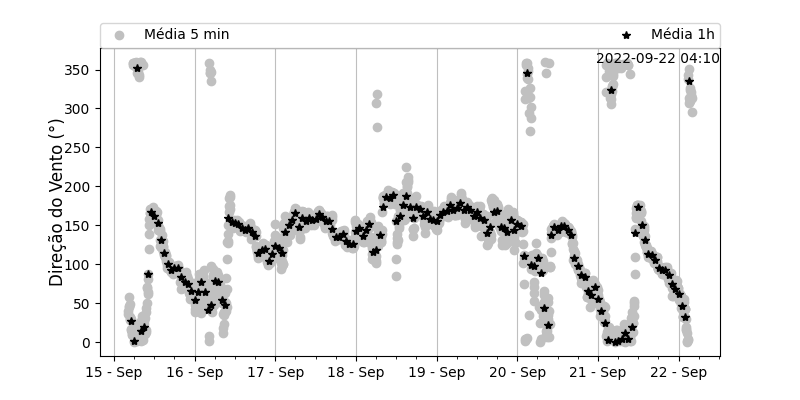 Média 5 min
Média 1h
2022-09-22 04:10
Direção do Vento (°)
350
300
250
200
150
100
50
0
15 - Sep
16 - Sep
17 - Sep
18 - Sep
19 - Sep
20 - Sep
21 - Sep
22 - Sep